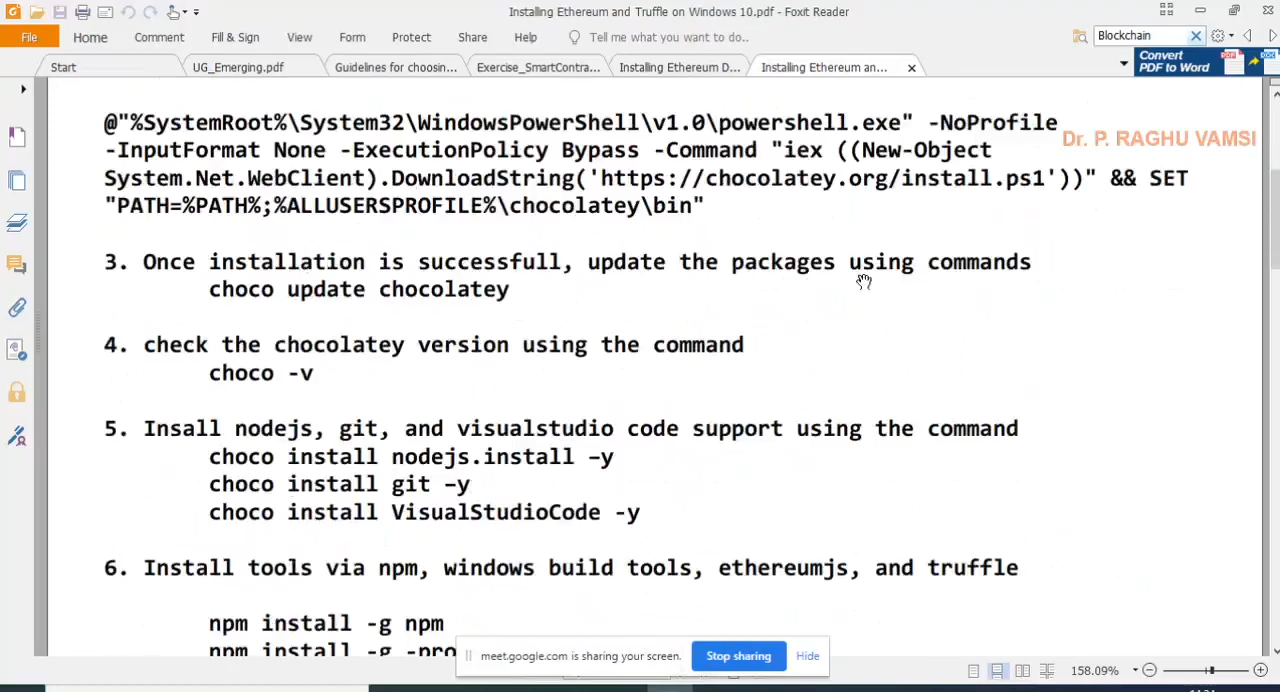 Installing Ethereum and Truffle on Windows 10.pdf - Foxit Reader
File Home Comment Fill & Sign View Form Protect Share Help Tell me what you want to do.. Blockchain
Start UG_Emerging.pdf Guidelines for choose... Exercise_SmartContra... Installing Ethereum D... Installing Ethereum an...
Convert
PDF to Word
@"%SystemRoot%\System32\WindowsPowerShell\v1.0\powershell.exe" -NoProfile
Dr. P. RAGHU VAMSI
-InputFormat None -ExecutionPolicy Bypass -Command "iex ((New-Object
System.Net.WebClient).DownloadString('https://chocolatey.org/install.ps1'))" && SET
"PATH=%PATH%;%ALLUSERSPROFILE%\chocolatey\bin"
3. Once installation is successfull, update the packages using commands
choco update chocolatey
4. check the chocolatey version using the command
choco -v
5. Insall nodejs, git, and visualstudio code support using the command
choco install nodejs.install –y
choco install git –y
choco install VisualStudioCode -y
6. Install tools via npm, windows build tools, ethereumjs, and truffle
npm install -g npm
npm install -g -pro
meet.google.com is sharing your screen. Stop sharing Hide
158.09%